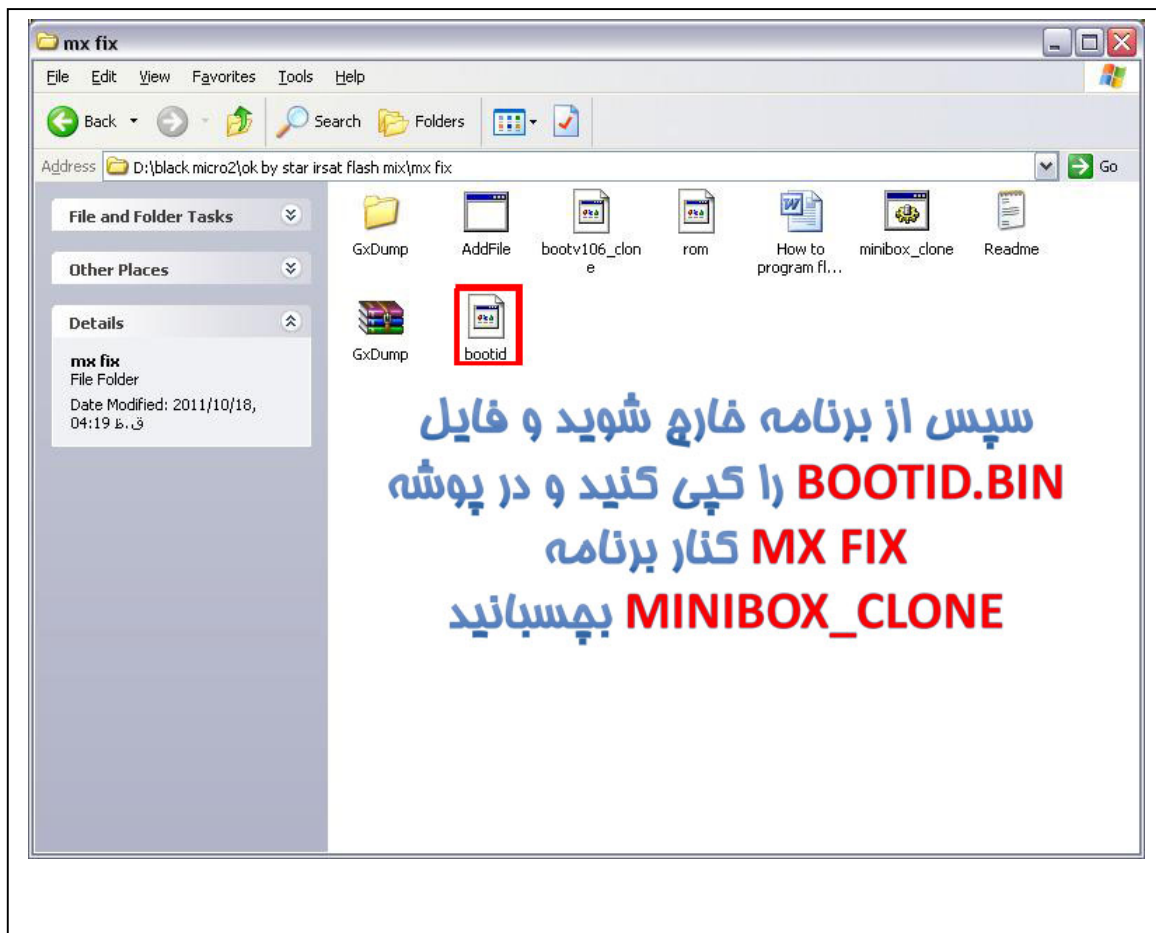 mx fix
File Edit View Favorites Tools Help
Back Search Folders
Address D:\black micro2\ok by star irsat flash mix\mx fix Go
File and Folder Tasks
Other Places
Details
mx fix
File Folder
Date Modified: 2011/10/18,
04:19 ق.ظ
GxDump AddFile bootv106_clon
e rom How to
program fl... minibox_clone Readme
GxDump bootid
سپس از برنامه خارج شوید و فایل
BOOTID.BIN را کپی کنید و در پوشه
MX FIX کنار برنامه
MINIBOX_CLONE بچسبانید